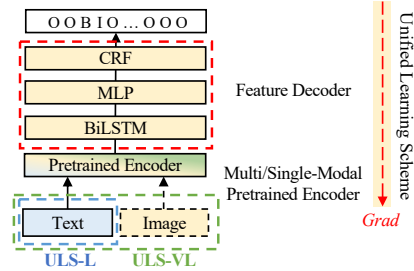 O O B I O … O O O
CRF
MLP
BiLSTM
Feature Decoder
Pretrained Encoder
Multi/Single-Modal
Pretrained Encoder
Text
Image
ULS-L
ULS-VL
Unified Learning Scheme
Grad